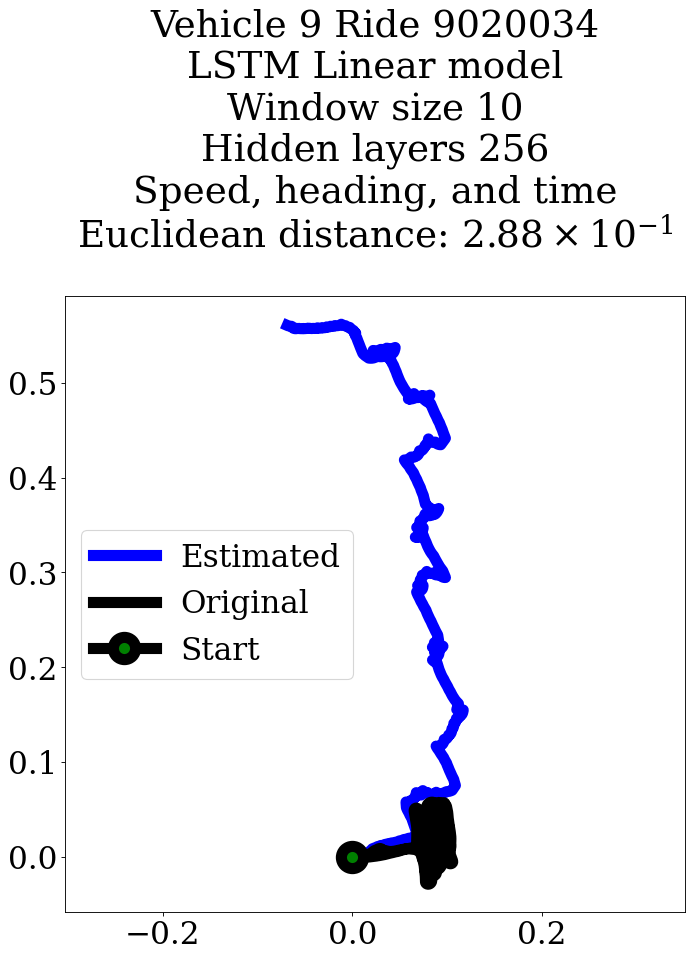 Vehicle 9 Ride 9020034
LSTM Linear model
Window size 10
Hidden layers 256
Speed, heading, and time
Euclidean distance: 2.88 × 10⁻¹
0.5
0.4
0.3
0.2
0.1
0.0
Estimated
Original
Start
−0.2
0.0
0.2